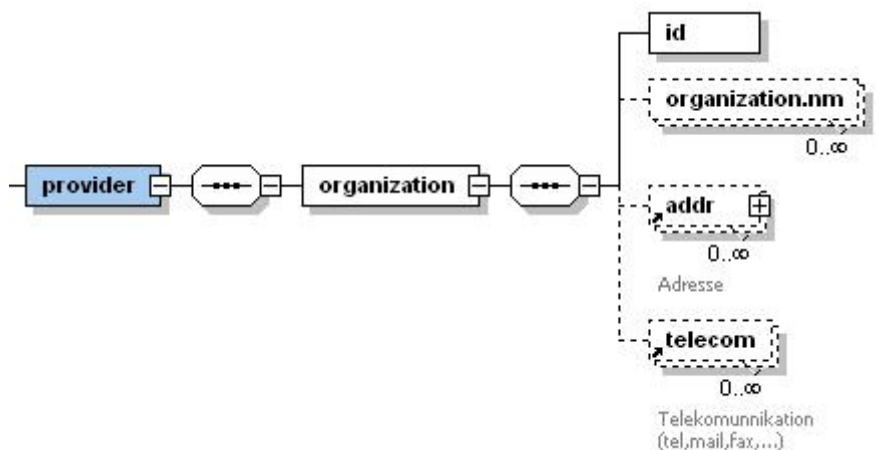 id
organization.nm
0..∞
provider
organization
addr
0..∞
Adresse
telecom
0..∞
Telekomunnikation
(tel,mail,fax,...)